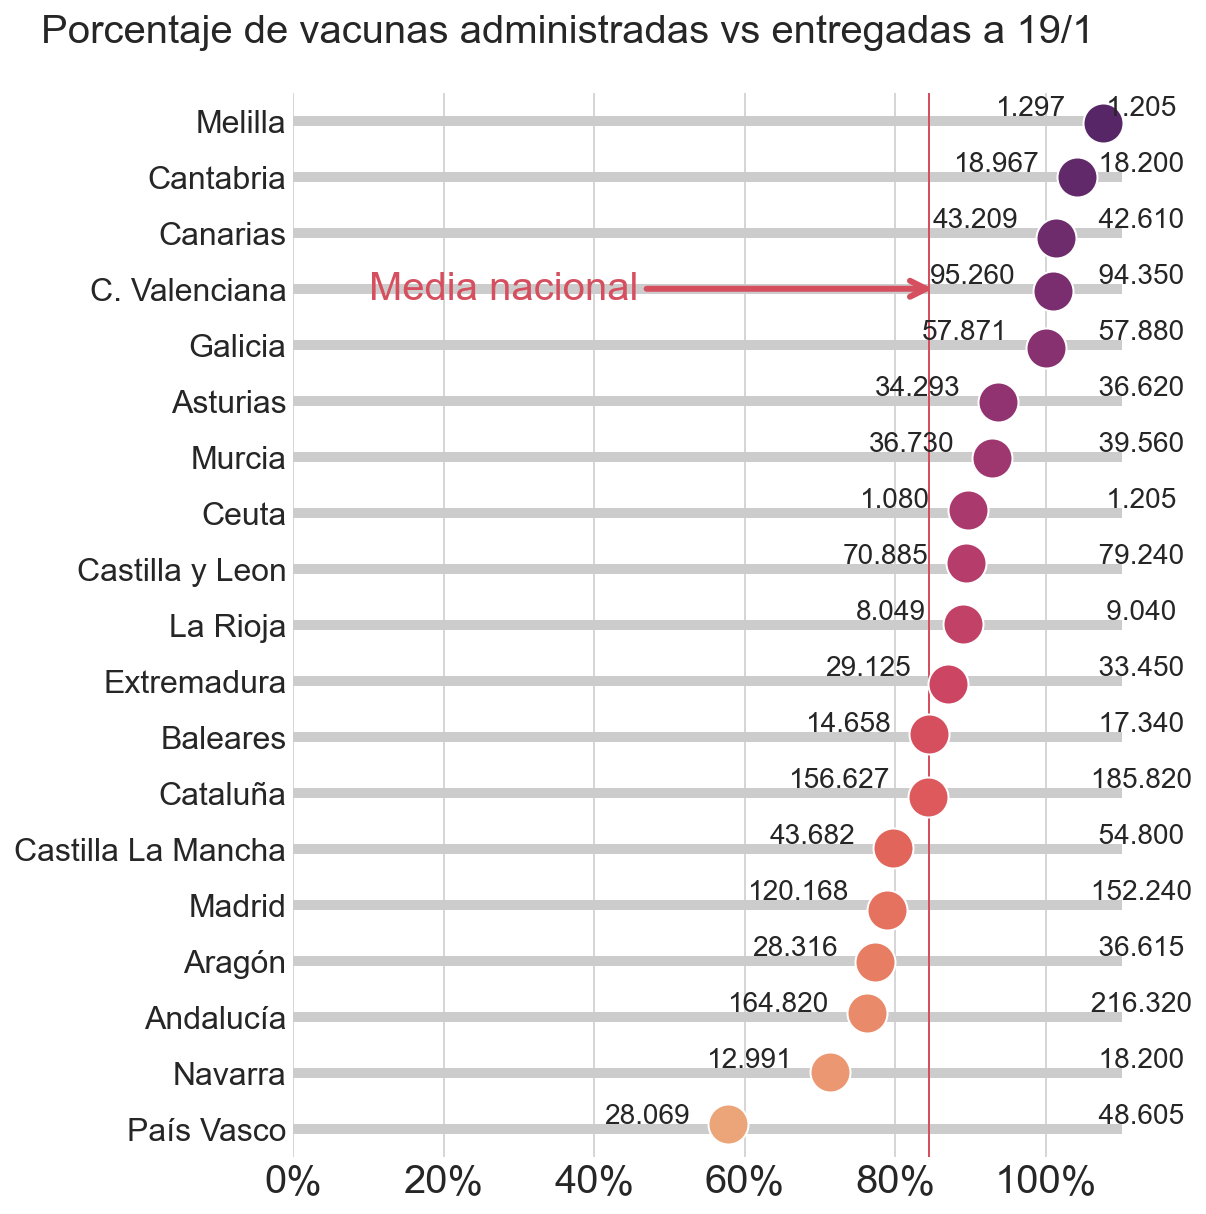 Porcentaje de vacunas administradas vs entregadas a 19/1
Melilla 1.297 1.205
Cantabria 18.967 18.200
Canarias 43.209 42.610
C. Valenciana Media nacional 95.260 94.350
Galicia 57.871 57.880
Asturias 34.293 36.620
Murcia 36.730 39.560
Ceuta 1.080 1.205
Castilla y Leon 70.885 79.240
La Rioja 8.049 9.040
Extremadura 29.125 33.450
Baleares 14.658 17.340
Cataluña 156.627 185.820
Castilla La Mancha 43.682 54.800
Madrid 120.168 152.240
Aragón 28.316 36.615
Andalucía 164.820 216.320
Navarra 12.991 18.200
País Vasco 28.069 48.605
0% 20% 40% 60% 80% 100%